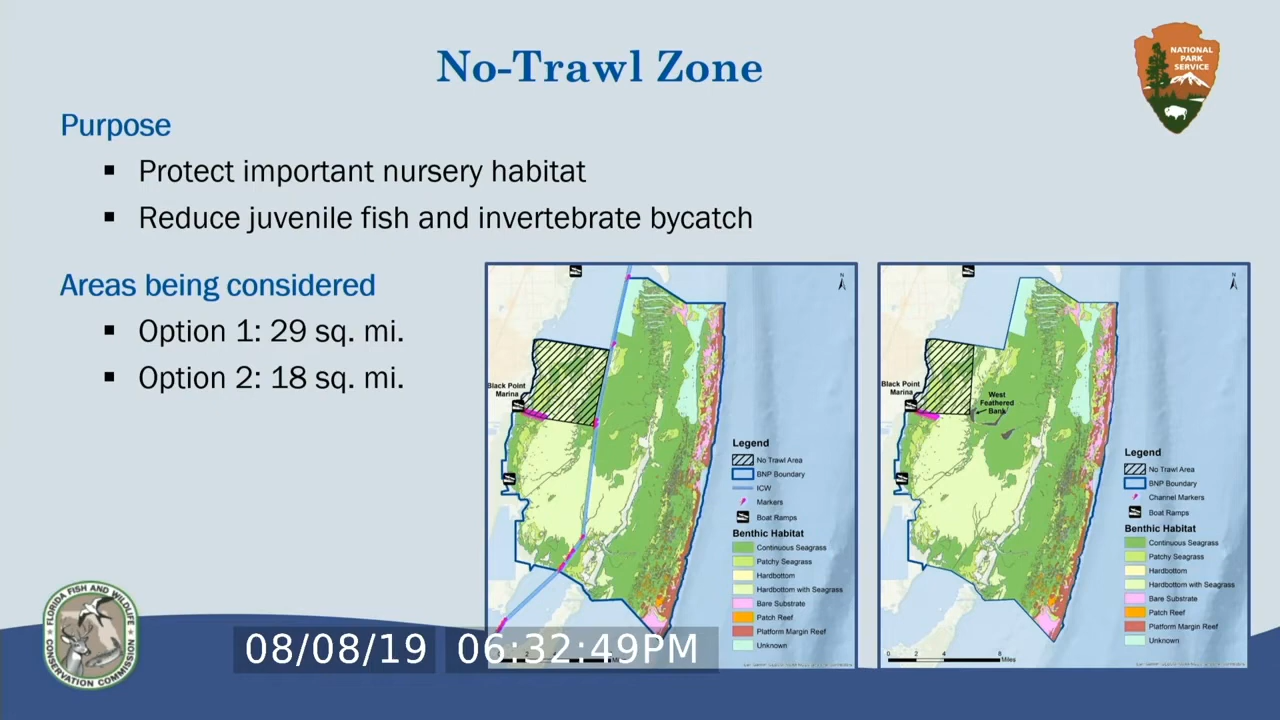 No-Trawl Zone
NATIONAL
PARK
SERVICE
Purpose
▪ Protect important nursery habitat
▪ Reduce juvenile fish and invertebrate bycatch
Areas being considered
▪ Option 1: 29 sq. mi.
▪ Option 2: 18 sq. mi.
N
Black Point
Marina
Legend
No Trawl Area
BNP Boundary
ICW
Markers
Boat Ramps
Benthic Habitat
Continuous Seagrass
Patchy Seagrass
Hardbottom
Hardbottom with Seagrass
Bare Substrate
Patch Reef
Platform Margin Reef
Unknown
N
Black Point
Marina
West
Feathered
Bank
Legend
No Trawl Area
BNP Boundary
Channel Markers
Boat Ramps
Benthic Habitat
Continuous Seagrass
Patchy Seagrass
Hardbottom
Hardbottom with Seagrass
Bare Substrate
Patch Reef
Platform Margin Reef
Unknown
0 2 4 8
Miles
FLORIDA FISH AND WILDLIFE
CONSERVATION COMMISSION
08/08/19 06:32:49PM